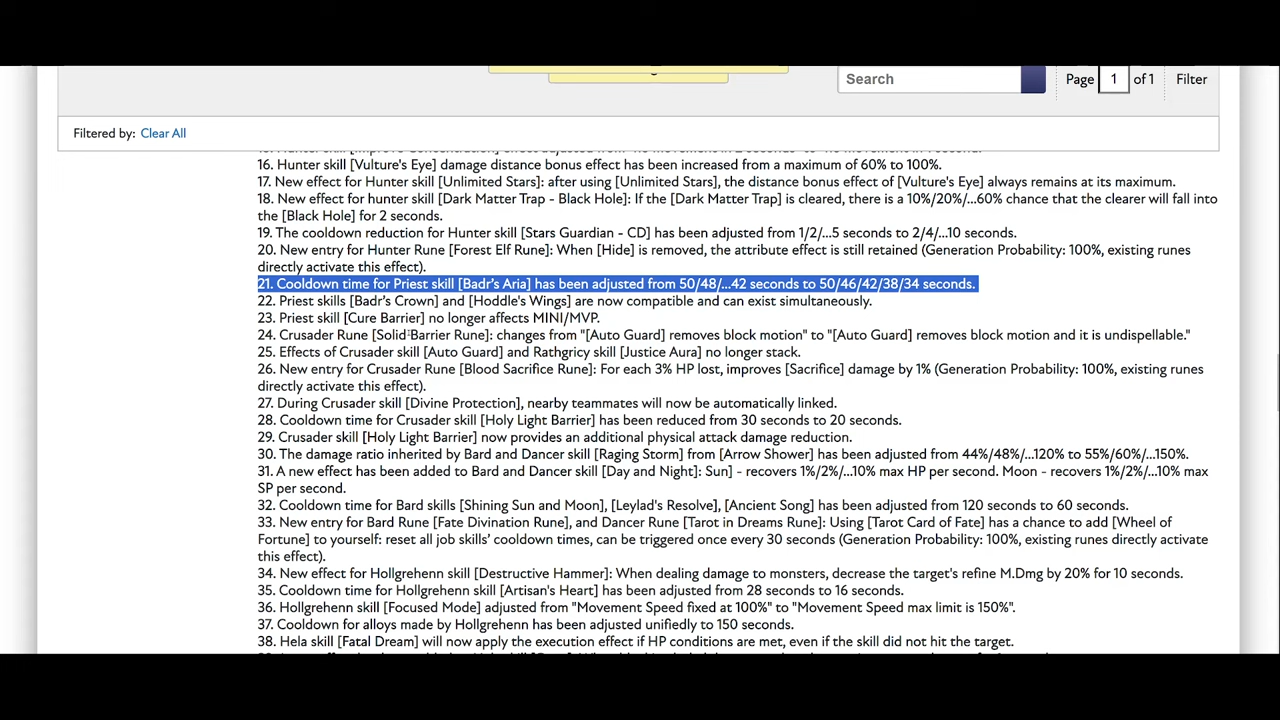 Search
Page 1 of 1 Filter
Filtered by: Clear All
16. Hunter skill [Vulture's Eye] damage distance bonus effect has been increased from a maximum of 60% to 100%.
17. New effect for Hunter skill [Unlimited Stars]: after using [Unlimited Stars], the distance bonus effect of [Vulture's Eye] always remains at its maximum.
18. New effect for hunter skill [Dark Matter Trap - Black Hole]: If the [Dark Matter Trap] is cleared, there is a 10%/20%/...60% chance that the clearer will fall into
the [Black Hole] for 2 seconds.
19. The cooldown reduction for Hunter skill [Stars Guardian - CD] has been adjusted from 1/2/...5 seconds to 2/4/...10 seconds.
20. New entry for Hunter Rune [Forest Elf Rune]: When [Hide] is removed, the attribute effect is still retained (Generation Probability: 100%, existing runes
directly activate this effect).
21. Cooldown time for Priest skill [Badr's Aria] has been adjusted from 50/48/...42 seconds to 50/46/42/38/34 seconds.
22. Priest skills [Badr's Crown] and [Hoddle's Wings] are now compatible and can exist simultaneously.
23. Priest skill [Cure Barrier] no longer affects MINI/MVP.
24. Crusader Rune [Solid Barrier Rune]: changes from "[Auto Guard] removes block motion" to "[Auto Guard] removes block motion and it is undispellable."
25. Effects of Crusader skill [Auto Guard] and Rathgricy skill [Justice Aura] no longer stack.
26. New entry for Crusader Rune [Blood Sacrifice Rune]: For each 3% HP lost, improves [Sacrifice] damage by 1% (Generation Probability: 100%, existing runes
directly activate this effect).
27. During Crusader skill [Divine Protection], nearby teammates will now be automatically linked.
28. Cooldown time for Crusader skill [Holy Light Barrier] has been reduced from 30 seconds to 20 seconds.
29. Crusader skill [Holy Light Barrier] now provides an additional physical attack damage reduction.
30. The damage ratio inherited by Bard and Dancer skill [Raging Storm] from [Arrow Shower] has been adjusted from 44%/48%/...120% to 55%/60%/...150%.
31. A new effect has been added to Bard and Dancer skill [Day and Night]: Sun] - recovers 1%/2%/...10% max HP per second. Moon - recovers 1%/2%/...10% max
SP per second.
32. Cooldown time for Bard skills [Shining Sun and Moon], [Leylad's Resolve], [Ancient Song] has been adjusted from 120 seconds to 60 seconds.
33. New entry for Bard Rune [Fate Divination Rune], and Dancer Rune [Tarot in Dreams Rune]: Using [Tarot Card of Fate] has a chance to add [Wheel of
Fortune] to yourself: reset all job skills' cooldown times, can be triggered once every 30 seconds (Generation Probability: 100%, existing runes directly activate
this effect).
34. New effect for Hollgrehenn skill [Destructive Hammer]: When dealing damage to monsters, decrease the target's refine M.Dmg by 20% for 10 seconds.
35. Cooldown time for Hollgrehenn skill [Artisan's Heart] has been adjusted from 28 seconds to 16 seconds.
36. Hollgrehenn skill [Focused Mode] adjusted from "Movement Speed fixed at 100%" to "Movement Speed max limit is 150%".
37. Cooldown for alloys made by Hollgrehenn has been adjusted unifiedly to 150 seconds.
38. Hela skill [Fatal Dream] will now apply the execution effect if HP conditions are met, even if the skill did not hit the target.